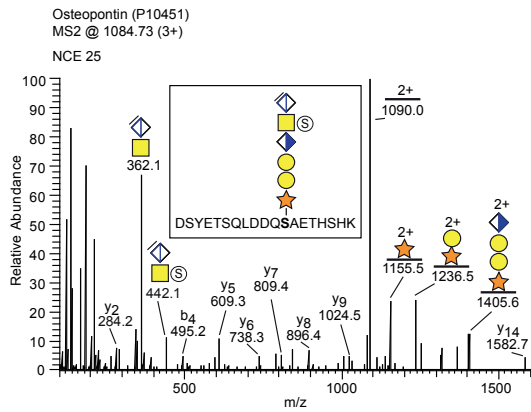 Osteopontin (P10451)
MS2 @ 1084.73 (3+)
NCE 25
100
90
80
70
60
50
40
30
20
10
0
Relative Abundance
362.1
S
442.1
S
DSYETSQLDDQSAETHSHK
2+
1090.0
2+
1155.5
2+
1236.5
2+
1405.6
y2
284.2
b4
495.2
y5
609.3
y6
738.3
y7
809.4
y8
896.4
y9
1024.5
y14
1582.7
500
1000
1500
m/z